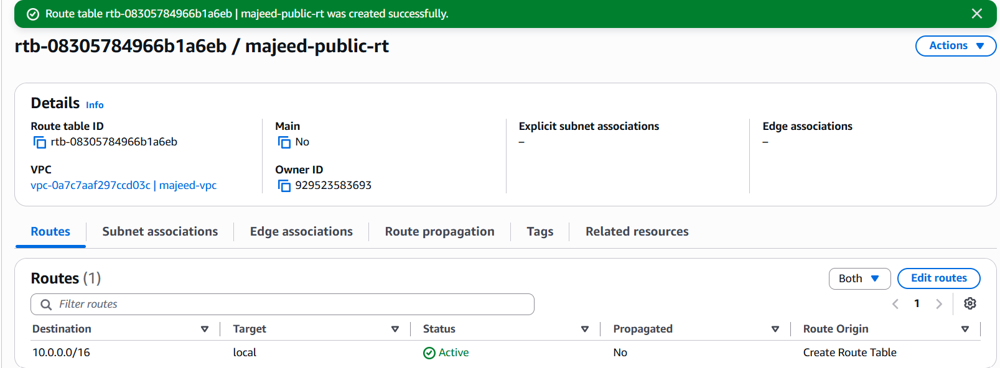 Route table rtb-08305784966b1a6eb | majeed-public-rt was created successfully.
rtb-08305784966b1a6eb / majeed-public-rt
Actions
Details Info
Route table ID
rtb-08305784966b1a6eb
Main
No
Explicit subnet associations
–
Edge associations
–
VPC
vpc-0a7c7aaf297ccd03c | majeed-vpc
Owner ID
929523583693
Routes
Subnet associations
Edge associations
Route propagation
Tags
Related resources
Routes (1)
Both
Edit routes
Filter routes
1
Destination
Target
Status
Propagated
Route Origin
10.0.0.0/16
local
Active
No
Create Route Table